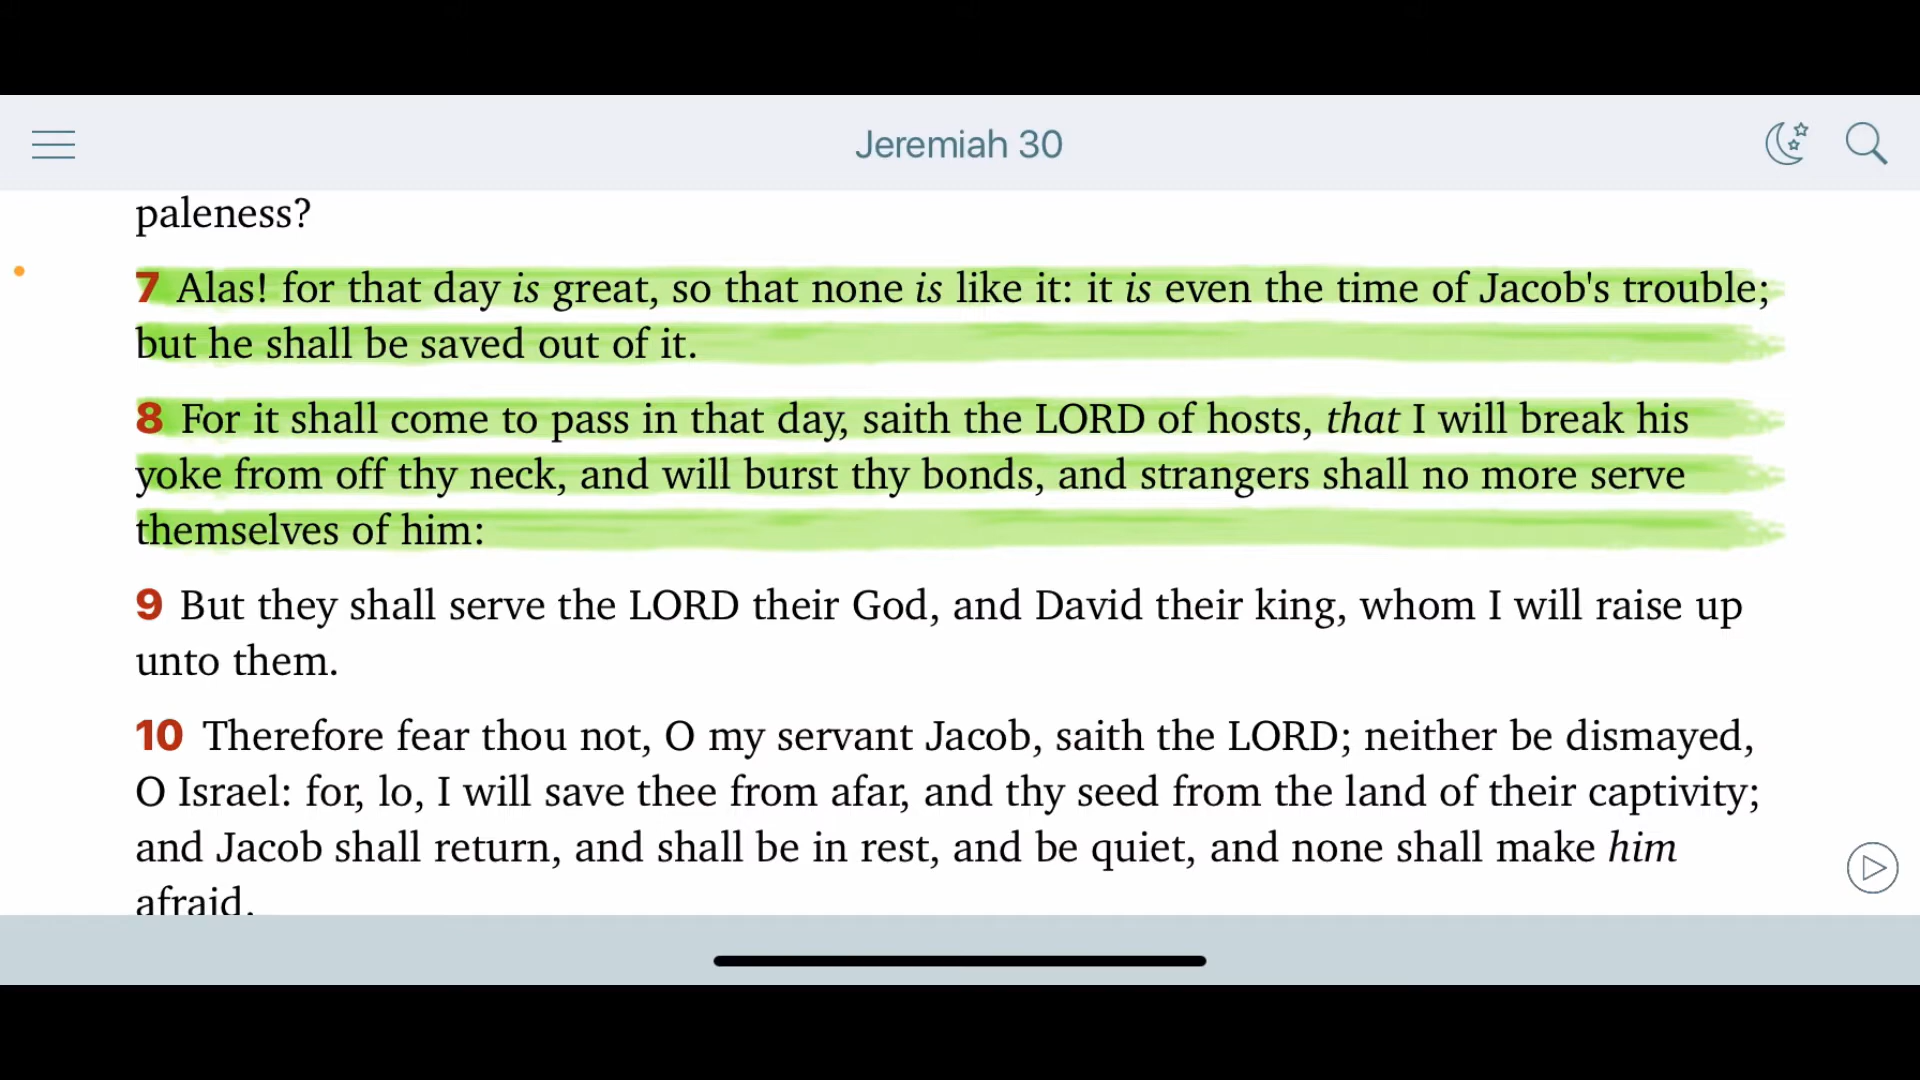 Jeremiah 30
paleness?
7 Alas! for that day is great, so that none is like it: it is even the time of Jacob's trouble;
but he shall be saved out of it.
8 For it shall come to pass in that day, saith the LORD of hosts, that I will break his
yoke from off thy neck, and will burst thy bonds, and strangers shall no more serve
themselves of him:
9 But they shall serve the LORD their God, and David their king, whom I will raise up
unto them.
10 Therefore fear thou not, O my servant Jacob, saith the LORD; neither be dismayed,
O Israel: for, lo, I will save thee from afar, and thy seed from the land of their captivity;
and Jacob shall return, and shall be in rest, and be quiet, and none shall make him
afraid.